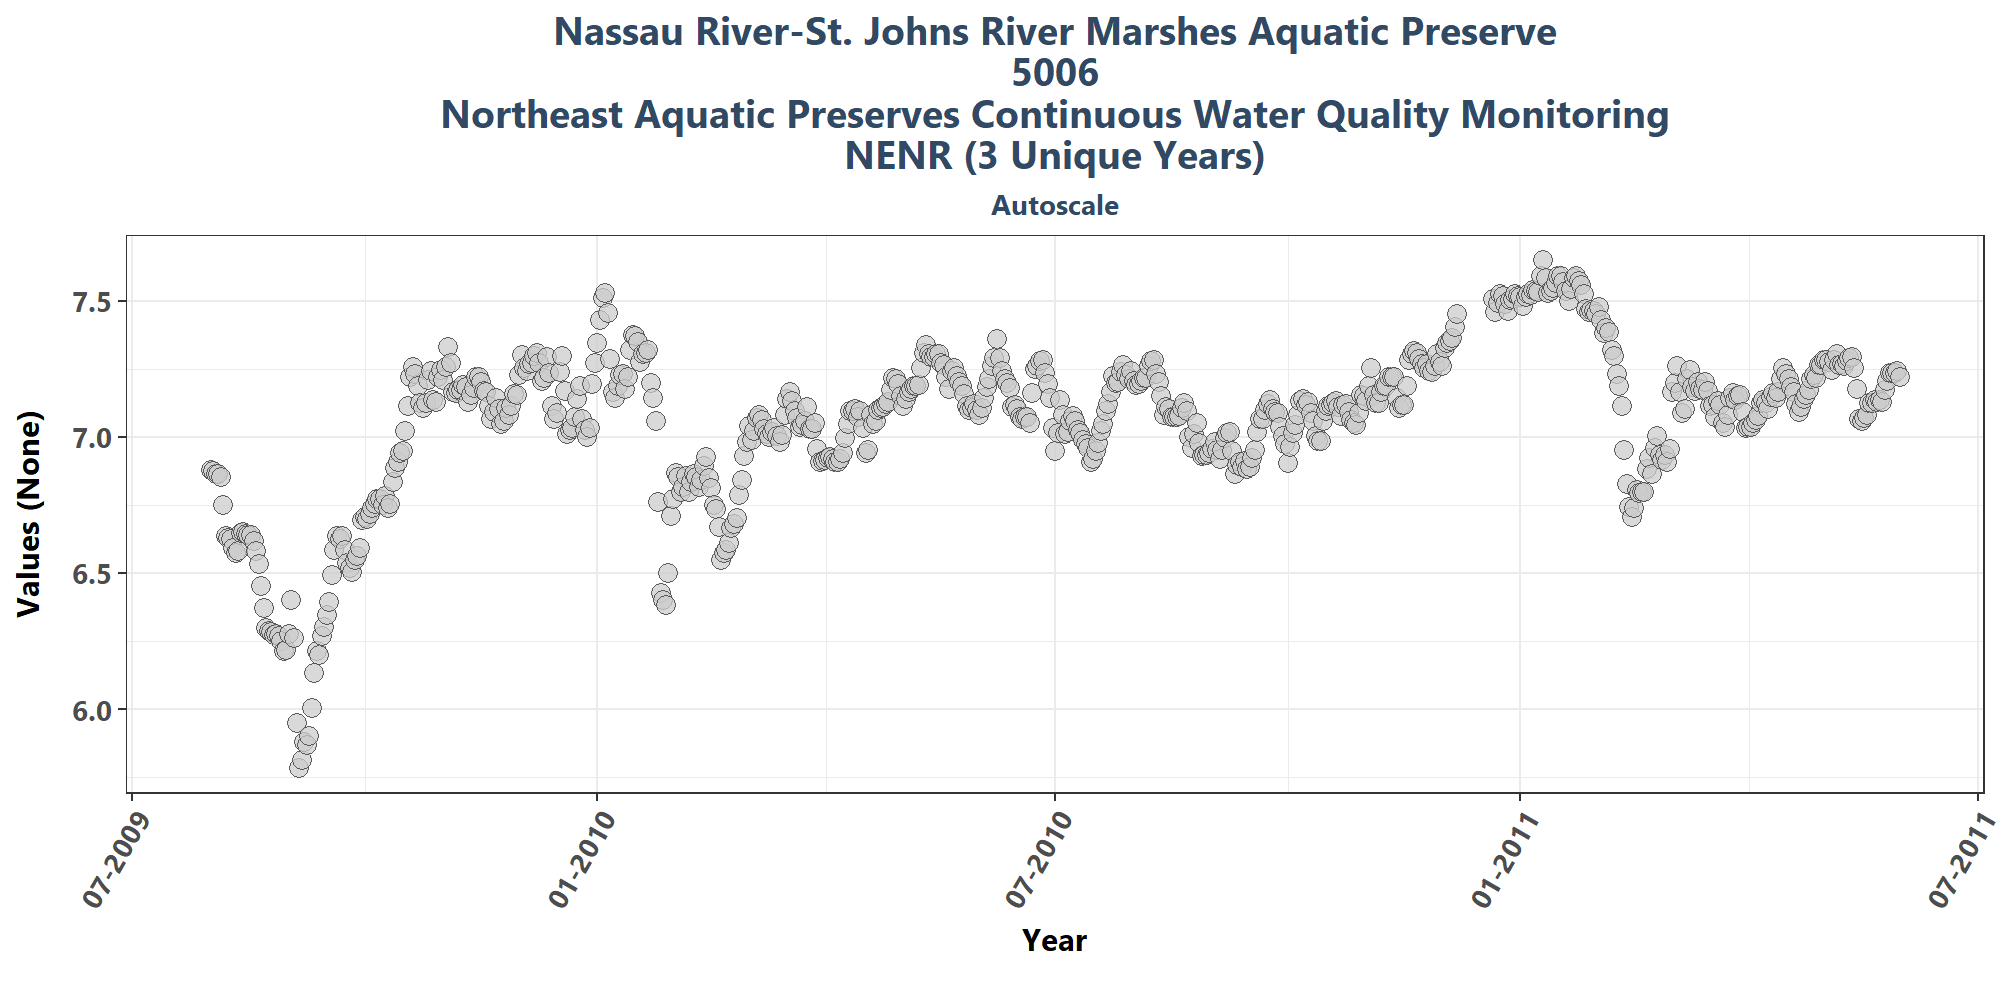 Nassau River-St. Johns River Marshes Aquatic Preserve
5006
Northeast Aquatic Preserves Continuous Water Quality Monitoring
NENR (3 Unique Years)
Autoscale
Values (None)
7.5
7.0
6.5
6.0
07-2009
01-2010
07-2010
01-2011
07-2011
Year